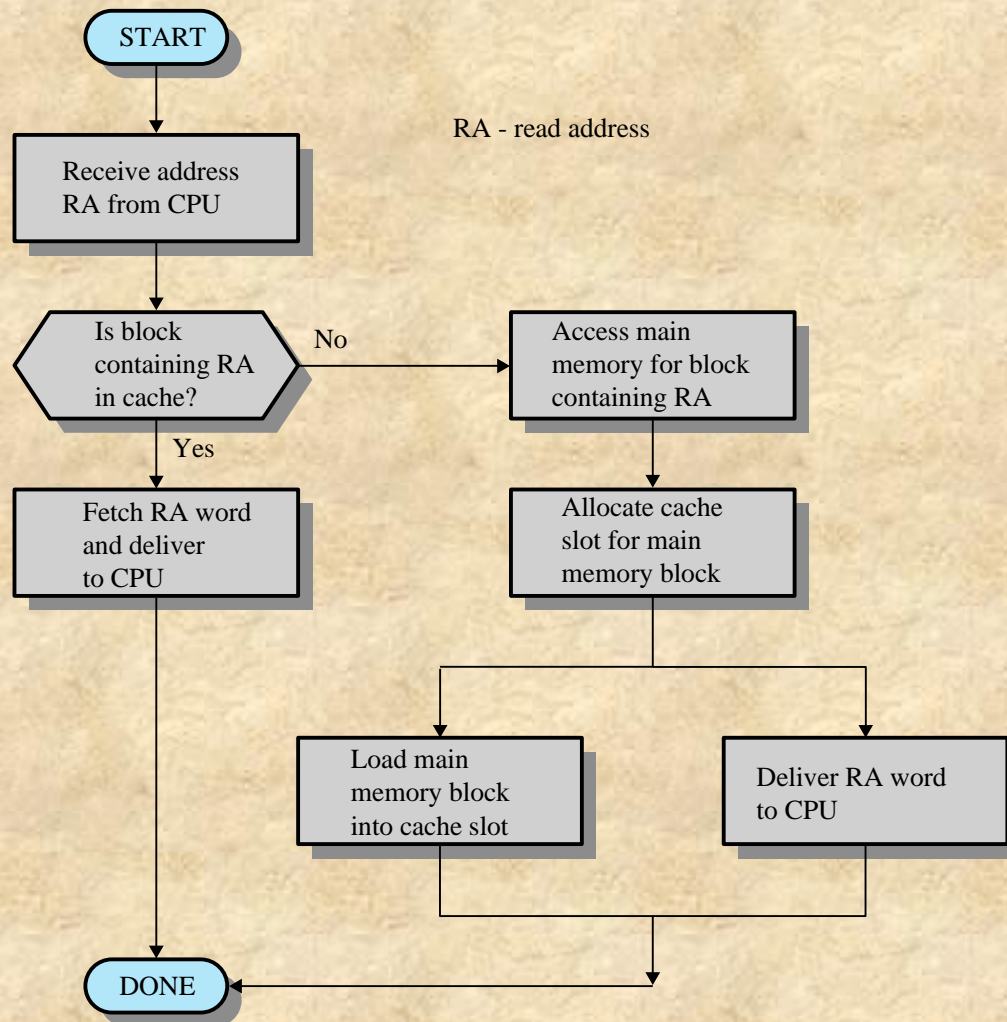 START
RA - read address
Receive address
RA from CPU
Is block
containing RA
in cache?
No
Access main
memory for block
containing RA
Yes
Fetch RA word
and deliver
to CPU
Allocate cache
slot for main
memory block
Load main
memory block
into cache slot
Deliver RA word
to CPU
DONE